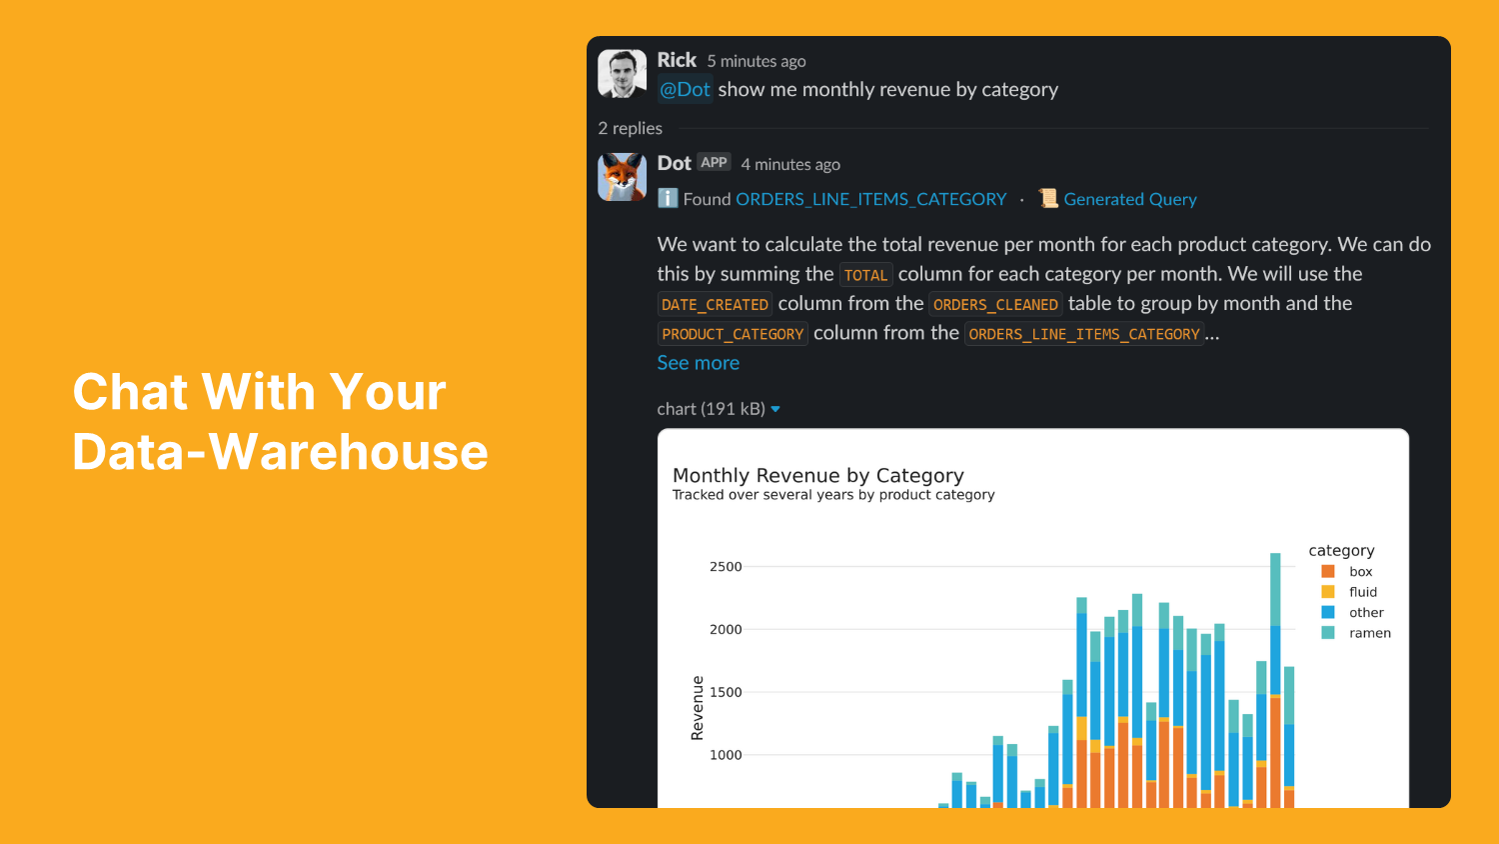 Chat With Your
Data-Warehouse
Rick 5 minutes ago
@Dot show me monthly revenue by category
2 replies
Dot APP 4 minutes ago
Found ORDERS_LINE_ITEMS_CATEGORY · Generated Query
We want to calculate the total revenue per month for each product category. We can do
this by summing the TOTAL column for each category per month. We will use the
DATE_CREATED column from the ORDERS_CLEANED table to group by month and the
PRODUCT_CATEGORY column from the ORDERS_LINE_ITEMS_CATEGORY...
See more
chart (191 kB)
Monthly Revenue by Category
Tracked over several years by product category
category
box
fluid
other
ramen
2500
2000
1500
1000
Revenue